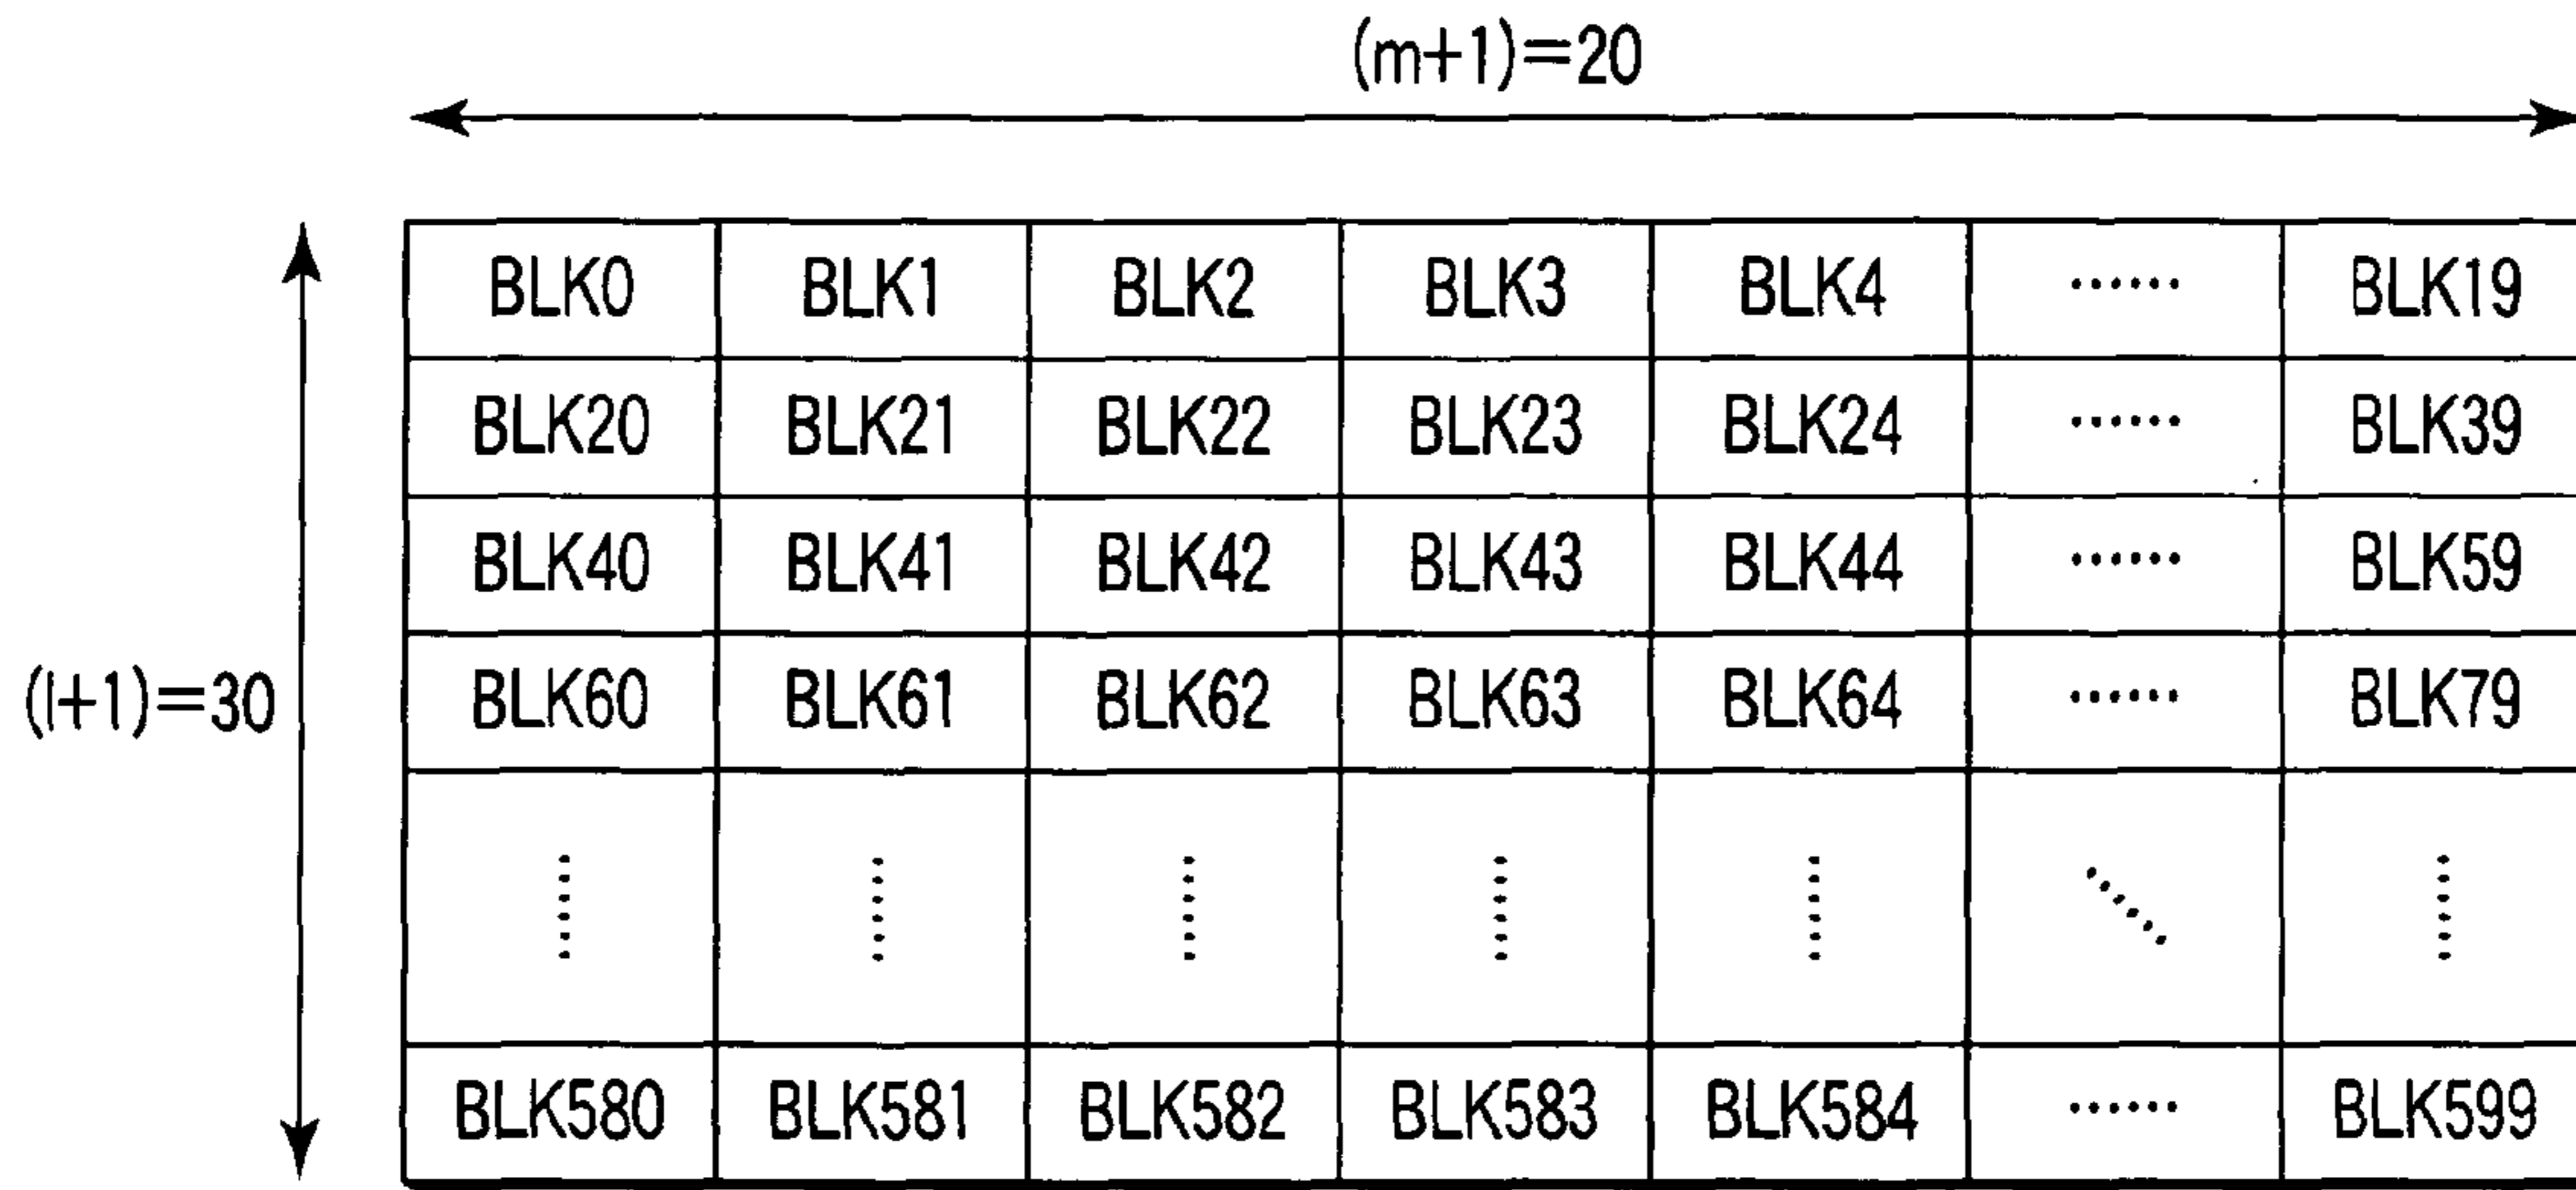 (m+1)=20
BLK0 BLK1 BLK2 BLK3 BLK4 ...... BLK19
BLK20 BLK21 BLK22 BLK23 BLK24 ...... BLK39
BLK40 BLK41 BLK42 BLK43 BLK44 ...... BLK59
(l+1)=30 BLK60 BLK61 BLK62 BLK63 BLK64 ...... BLK79
BLK580 BLK581 BLK582 BLK583 BLK584 ...... BLK599